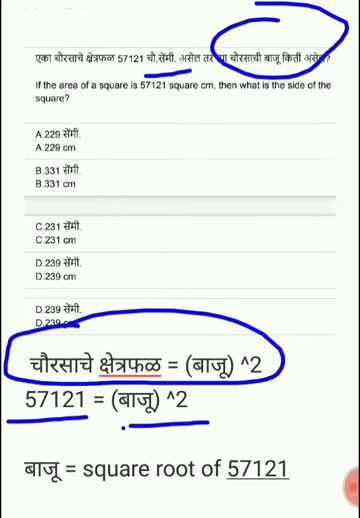 एका चौरसाचे क्षेत्रफळ 57121 चौ.सेंमी. असेल तर या चौरसाची बाजू किती असेल?
If the area of a square is 57121 square cm, then what is the side of the
square?
A.229 सेंमी.
A.229 cm
B.331 सेंमी.
B.331 cm
C.231 सेंमी.
C.231 cm
D.239 सेंमी.
D.239 cm
D.239 सेंमी.
D.239 cm
चौरसाचे क्षेत्रफळ = (बाजू) ^2
57121 = (बाजू) ^2
बाजू = square root of 57121